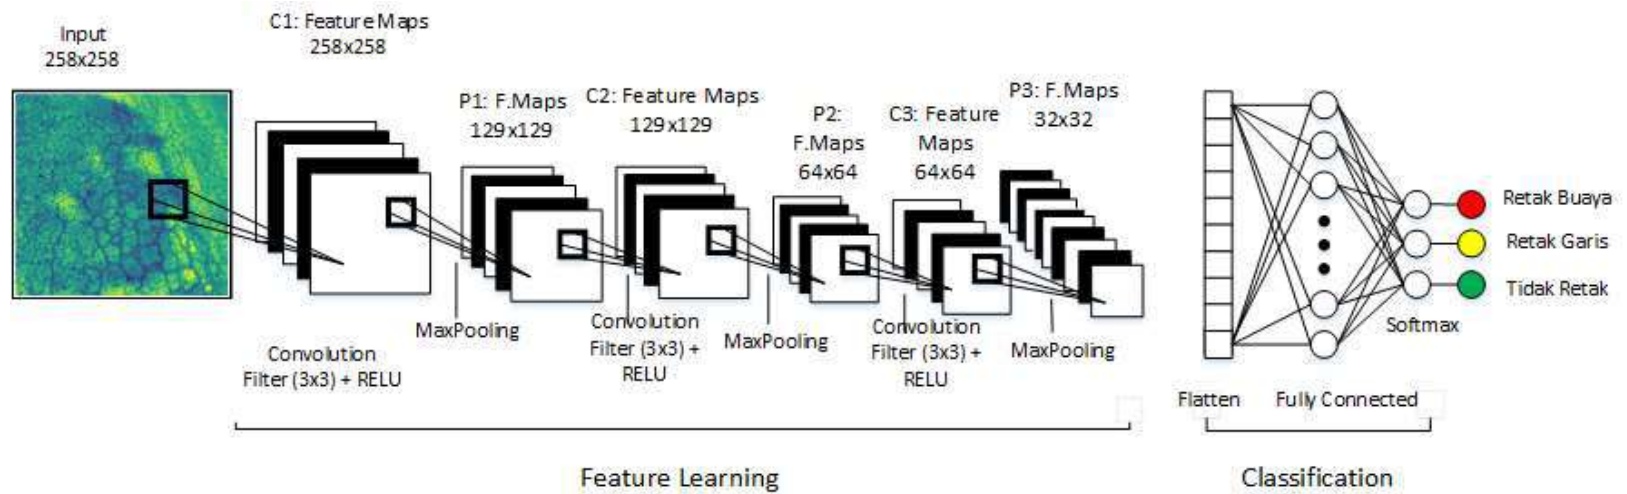 Input
258x258
C1: Feature Maps
258x258
P1: F.Maps
129x129
C2: Feature Maps
129x129
P2:
F.Maps
64x64
C3: Feature
Maps
64x64
P3: F.Maps
32x32
Convolution
Filter (3x3) + RELU
MaxPooling
Convolution
Filter (3x3) +
RELU
MaxPooling
Convolution
Filter (3x3) +
RELU
MaxPooling
Retak Buaya
Retak Garis
Tidak Retak
Softmax
Flatten
Fully Connected
Feature Learning
Classification